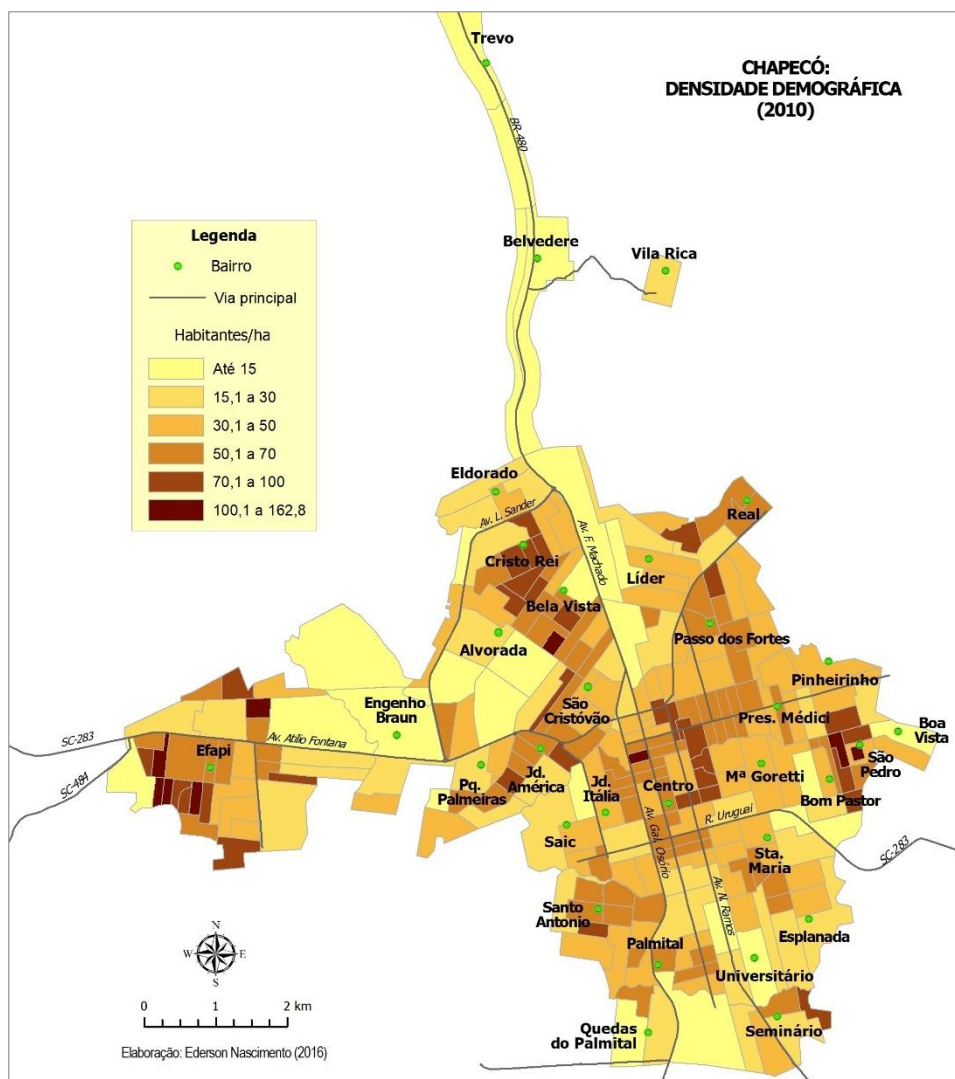 Trevo
CHAPECÓ:
DENSIDADE DEMOGRÁFICA
(2010)
BR-480
Legenda
Bairro
Via principal
Habitantes/ha
Até 15
15,1 a 30
30,1 a 50
50,1 a 70
70,1 a 100
100,1 a 162,8
Belvedere
Vila Rica
Eldorado
Av. L. Sander
Real
Av. F. Machado
Cristo Rei
Líder
Bela Vista
Passo dos Fortes
Alvorada
Pinheirinho
Engenho
Braun
São
Cristóvão
Pres. Médici
Boa
Vista
SC-283
Av. Atílio Fontana
Efapi
São
Pedro
SC-484
Pq.
Palmeiras
Jd.
América
Jd.
Itália
Centro
Mª Goretti
Bom Pastor
R. Uruguai
Saic
Av. Gal. Osório
Sta.
Maria
SC-283
Av. N. Ramos
Santo
Antonio
Esplanada
Palmital
Universitário
N
W
E
S
0 1 2 km
Quedas
do Palmital
Seminário
Elaboração: Ederson Nascimento (2016)